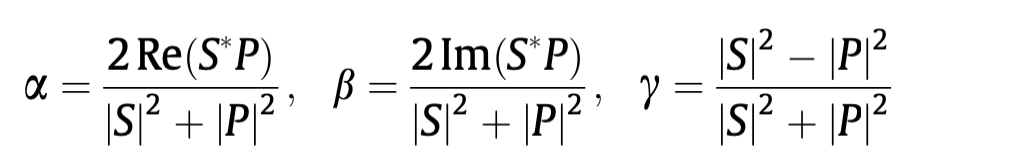 α = 2 Re(S*P) / |S|² + |P|², β = 2 Im(S*P) / |S|² + |P|², γ = |S|² − |P|² / |S|² + |P|²